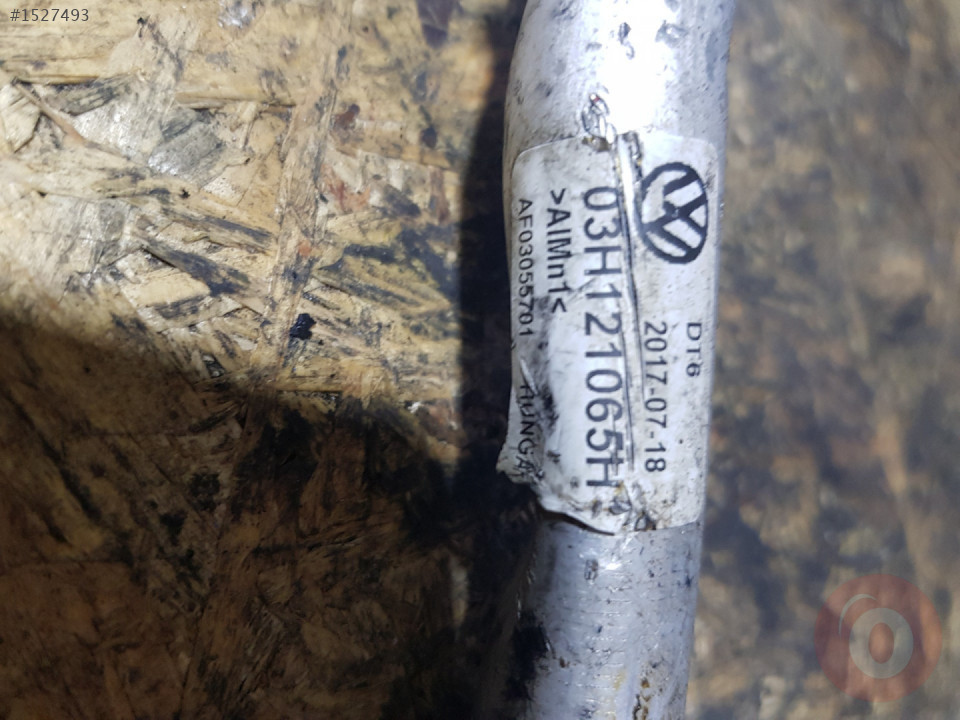 #1527493
DT6
2017-07-18
03H121065H
>AlMn1<
AF03055701 HUNGA